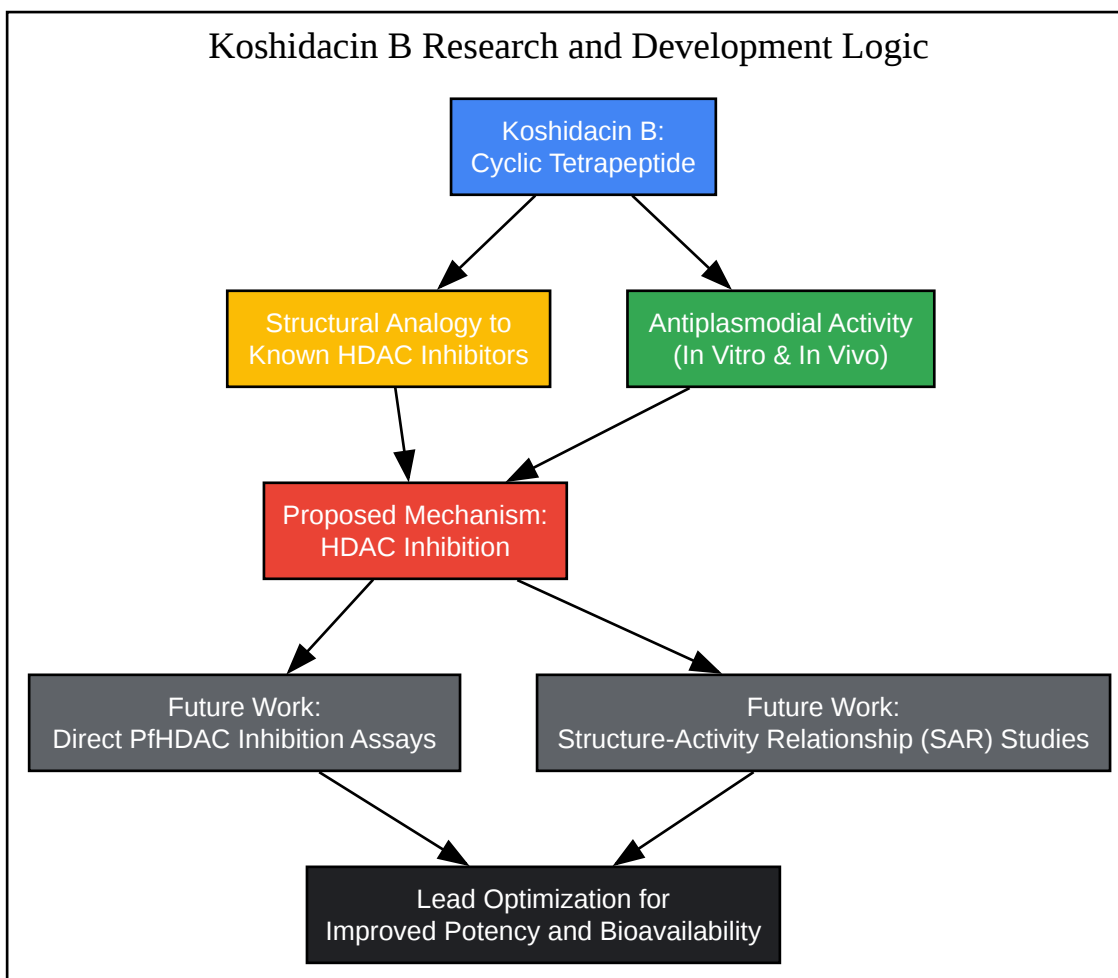 Koshidacin B Research and Development Logic
Koshidacin B:
Cyclic Tetrapeptide
Structural Analogy to
Known HDAC Inhibitors
Antiplasmodial Activity
(In Vitro & In Vivo)
Proposed Mechanism:
HDAC Inhibition
Future Work:
Direct PfHDAC Inhibition Assays
Future Work:
Structure-Activity Relationship (SAR) Studies
Lead Optimization for
Improved Potency and Bioavailability